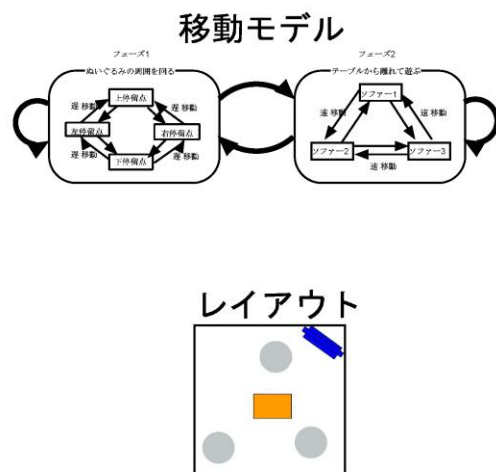 移動モデル
フェーズ1
フェーズ2
ぬいぐるみの周囲を回る
テーブルから離れて遊ぶ
上停留点
遅 移動
遅 移動
左停留点
右停留点
遅 移動
遅 移動
下停留点
ソファー1
速 移動
速 移動
ソファー2
ソファー3
速 移動
レイアウト